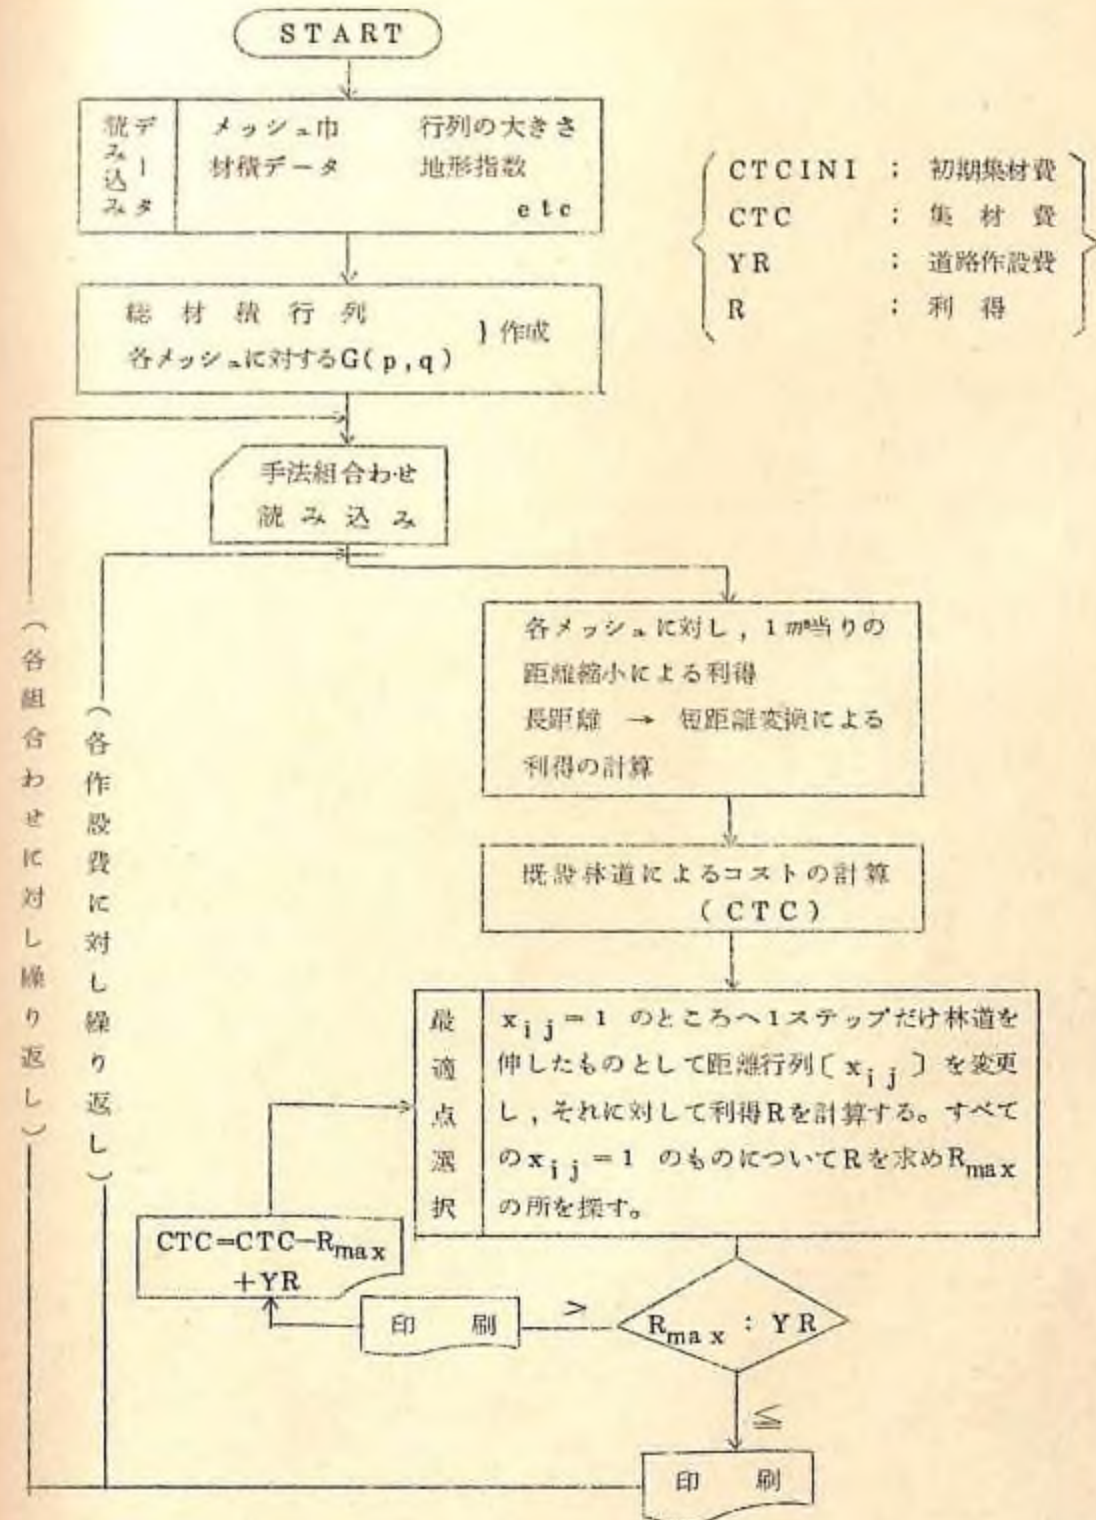 START
データ
読み込み
メッシュ巾 行列の大きさ
材積データ 地形指数
etc
CTCINI ; 初期集材費
CTC ; 集材費
YR ; 道路作設費
R ; 利得
総材積行列
各メッシュに対するG(p,q) } 作成
手法組合わせ
読み込み
各メッシュに対し,1m³当りの
距離縮小による利得
長距離 → 短距離変換による
利得の計算
既設林道によるコストの計算
(CTC)
最適点選択
xij=1 のところへ1ステップだけ林道を
伸したものとして距離行列〔xij〕を変更
し,それに対して利得Rを計算する。すべて
のxij=1 のものについてRを求めRmax
の所を探す。
CTC=CTC-Rmax
+YR
印刷
>
Rmax : YR
≦
印刷
(各組合わせに対し繰り返し)
(各作設費に対し繰り返し)